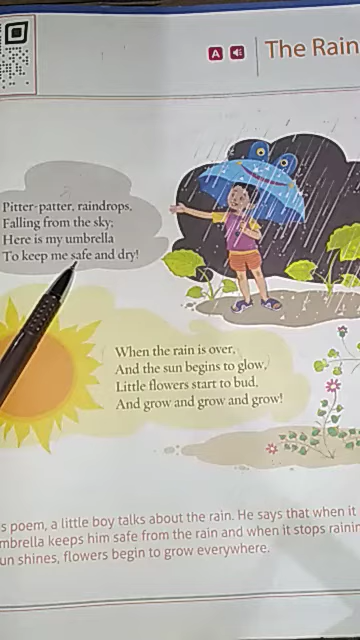 A
The Rain
Pitter-patter, raindrops,
Falling from the sky;
Here is my umbrella
To keep me safe and dry!
When the rain is over,
And the sun begins to glow,
Little flowers start to bud,
And grow and grow and grow!
s poem, a little boy talks about the rain. He says that when it
mbrella keeps him safe from the rain and when it stops rainin
un shines, flowers begin to grow everywhere.